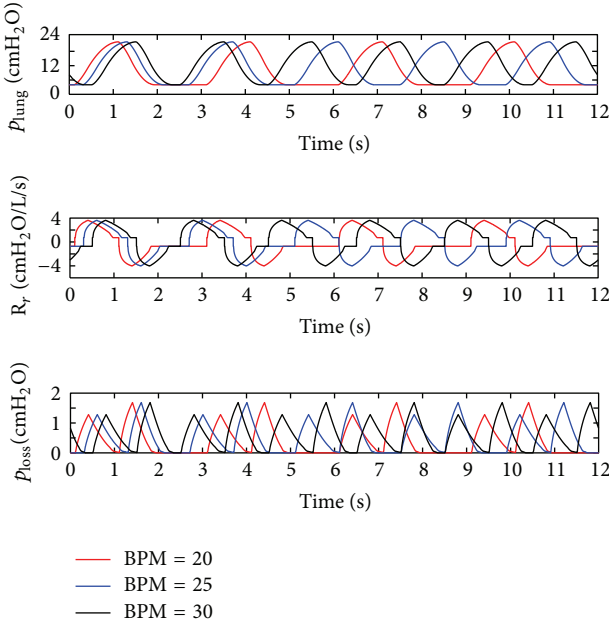 24
12
0
p_lung (cmH₂O)
0 1 2 3 4 5 6 7 8 9 10 11 12
Time (s)
4
0
−4
R_r (cmH₂O/L/s)
0 1 2 3 4 5 6 7 8 9 10 11 12
Time (s)
2
1
0
p_loss (cmH₂O)
0 1 2 3 4 5 6 7 8 9 10 11 12
Time (s)
BPM = 20
BPM = 25
BPM = 30